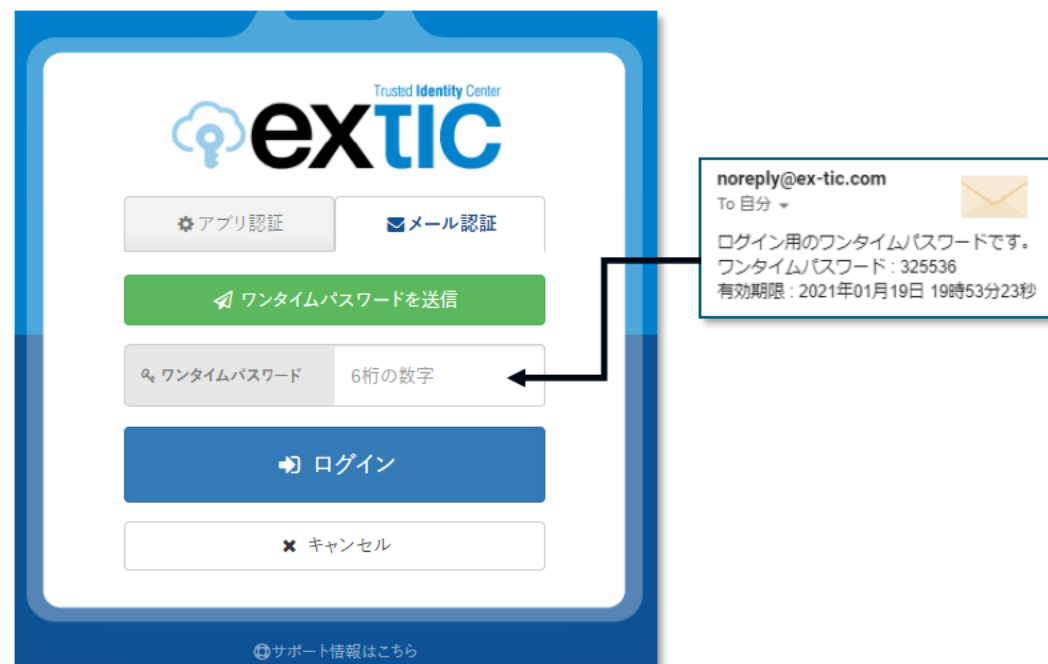 Trusted Identity Center
exTIC
アプリ認証
メール認証
ワンタイムパスワードを送信
ワンタイムパスワード
6桁の数字
ログイン
キャンセル
サポート情報はこちら
noreply@ex-tic.com
To 自分
ログイン用のワンタイムパスワードです。
ワンタイムパスワード : 325536
有効期限 : 2021年01月19日 19時53分23秒